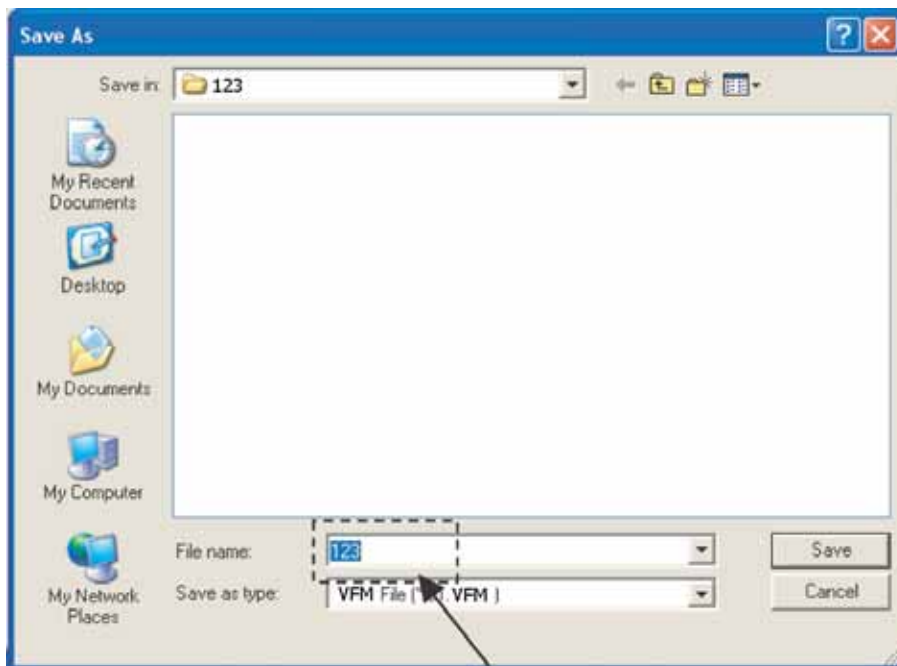 Save As
Save in:
123
My Recent
Documents
Desktop
My Documents
My Computer
My Network
Places
File name:
123
Save
Save as type:
VFM File (*. VFM )
Cancel